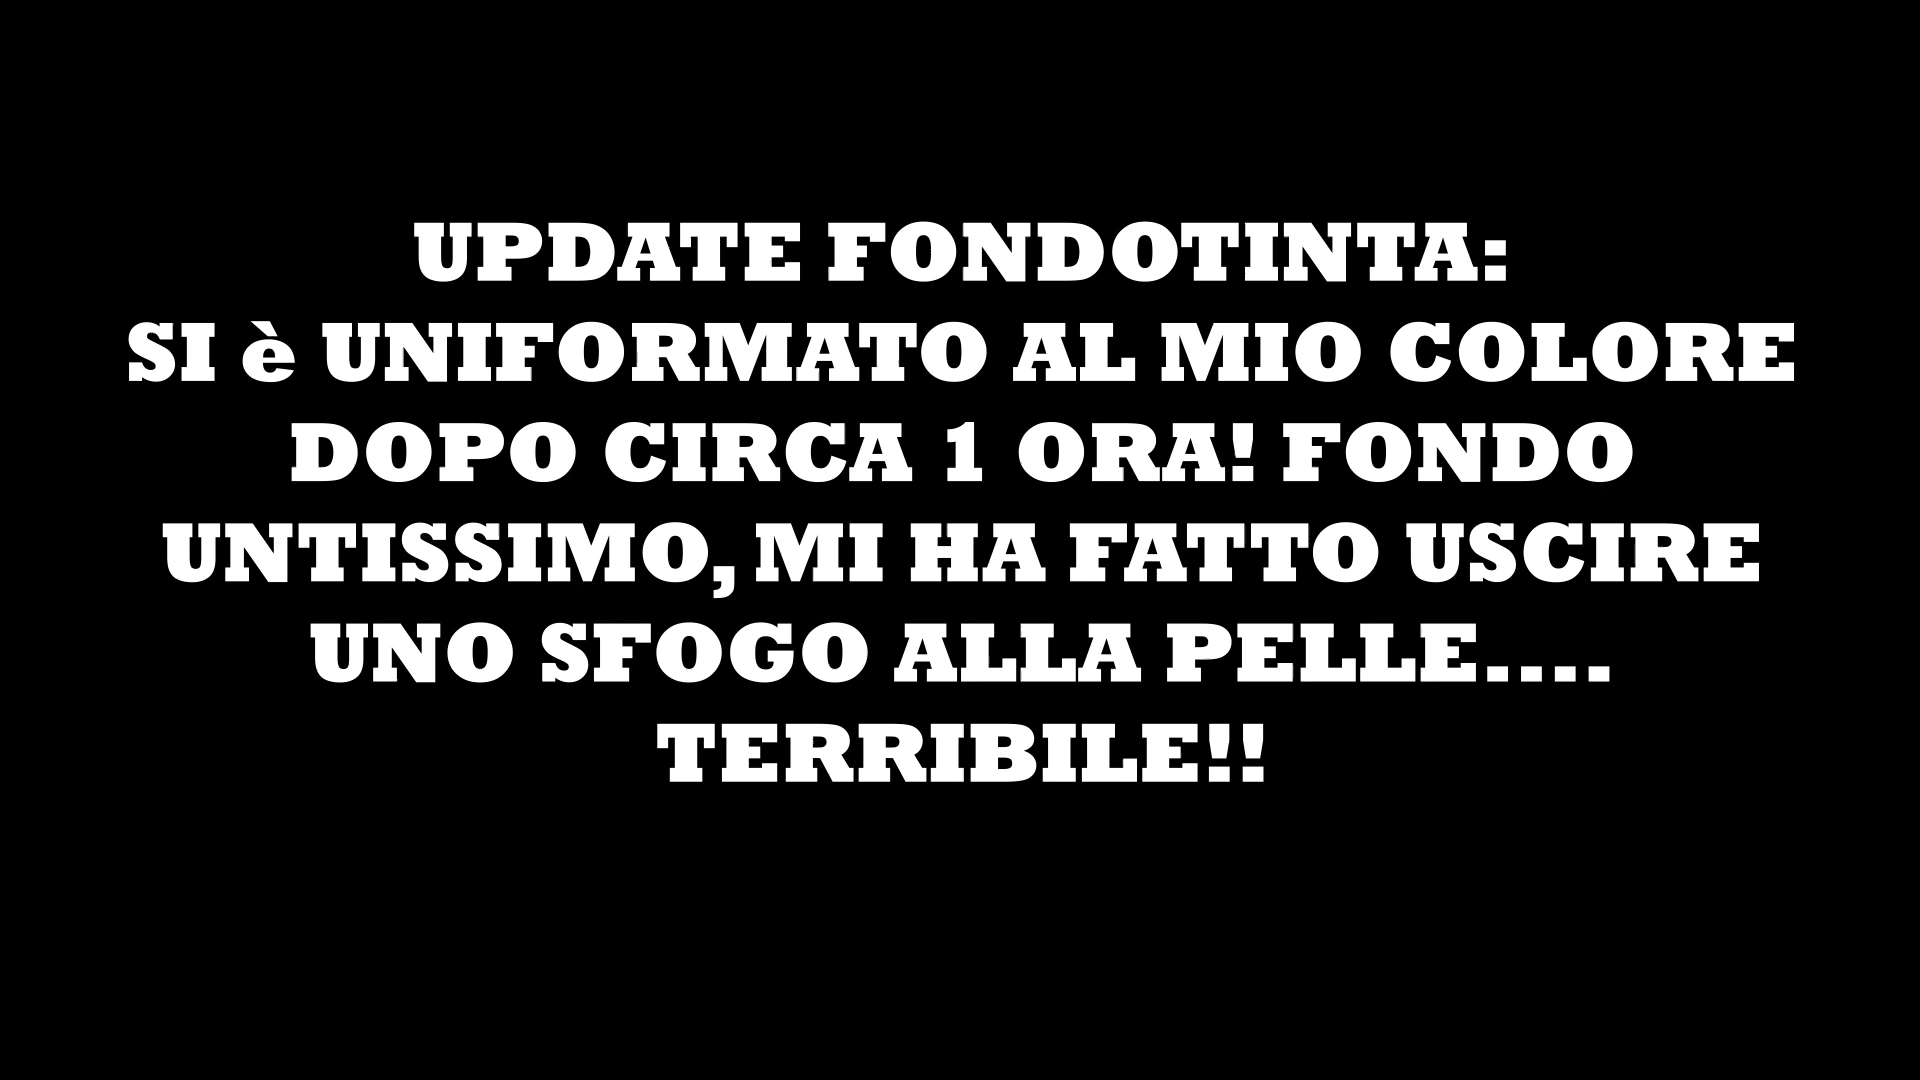 UPDATE FONDOTINTA:
SI è UNIFORMATO AL MIO COLORE
DOPO CIRCA 1 ORA! FONDO
UNTISSIMO, MI HA FATTO USCIRE
UNO SFOGO ALLA PELLE....
TERRIBILE!!